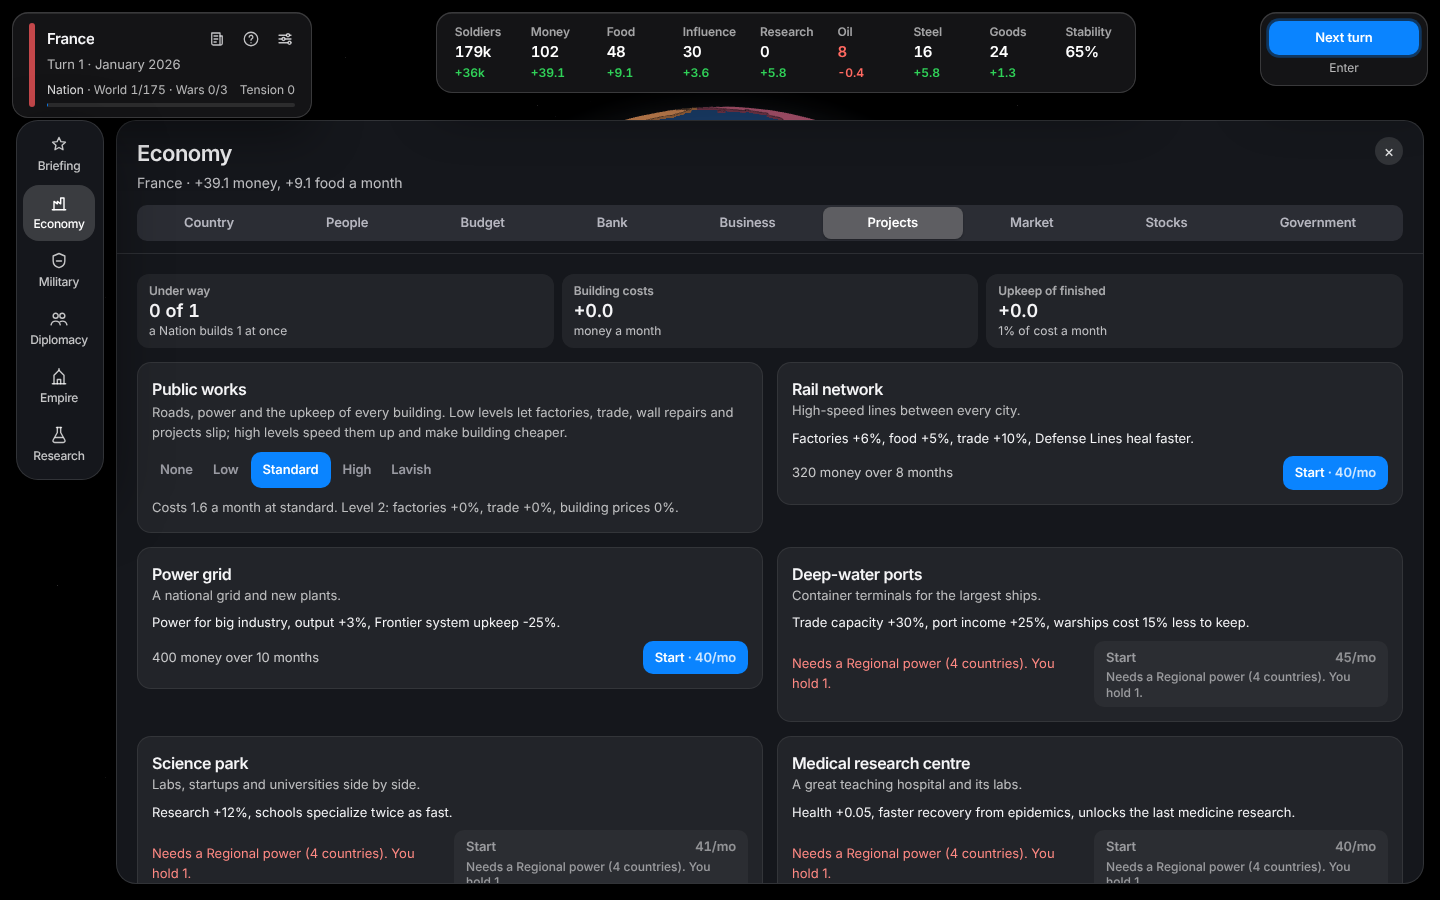 France
Turn 1 · January 2026
Nation · World 1/175 · Wars 0/3 Tension 0
Soldiers Money Food Influence Research Oil Steel Goods Stability
179k 102 48 30 0 8 16 24 65%
+36k +39.1 +9.1 +3.6 +5.8 -0.4 +5.8 +1.3
Next turn
Enter
Briefing
Economy
Military
Diplomacy
Empire
Research
Economy
×
France · +39.1 money, +9.1 food a month
Country People Budget Bank Business Projects Market Stocks Government
Under way
0 of 1
a Nation builds 1 at once
Building costs
+0.0
money a month
Upkeep of finished
+0.0
1% of cost a month
Public works
Roads, power and the upkeep of every building. Low levels let factories, trade, wall repairs and
projects slip; high levels speed them up and make building cheaper.
None Low Standard High Lavish
Costs 1.6 a month at standard. Level 2: factories +0%, trade +0%, building prices 0%.
Rail network
High-speed lines between every city.
Factories +6%, food +5%, trade +10%, Defense Lines heal faster.
320 money over 8 months
Start · 40/mo
Power grid
A national grid and new plants.
Power for big industry, output +3%, Frontier system upkeep -25%.
400 money over 10 months
Start · 40/mo
Deep-water ports
Container terminals for the largest ships.
Trade capacity +30%, port income +25%, warships cost 15% less to keep.
Needs a Regional power (4 countries). You
hold 1.
Start 45/mo
Needs a Regional power (4 countries). You
hold 1.
Science park
Labs, startups and universities side by side.
Research +12%, schools specialize twice as fast.
Needs a Regional power (4 countries). You
hold 1.
Start 41/mo
Needs a Regional power (4 countries). You
hold 1.
Medical research centre
A great teaching hospital and its labs.
Health +0.05, faster recovery from epidemics, unlocks the last medicine research.
Needs a Regional power (4 countries). You
hold 1.
Start 40/mo
Needs a Regional power (4 countries). You
hold 1.